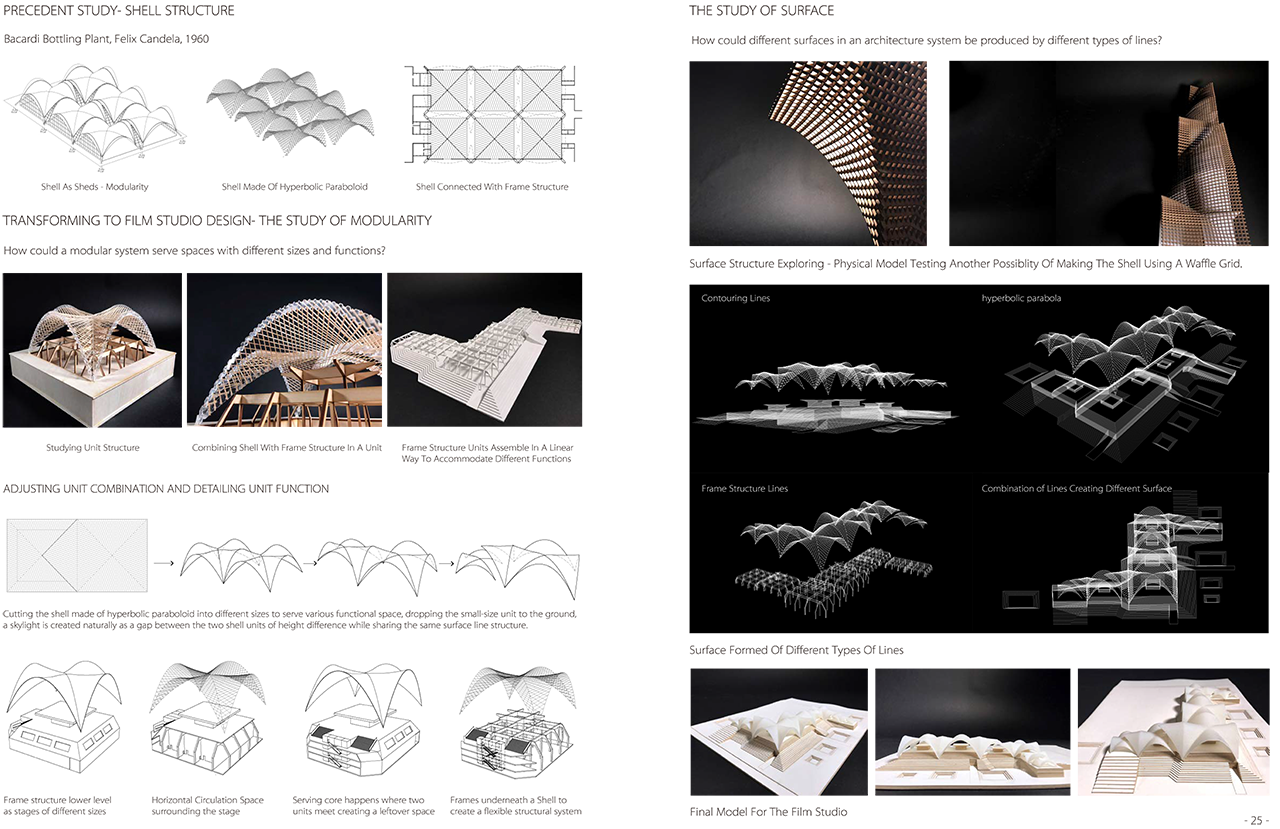 PRECEDENT STUDY- SHELL STRUCTURE
Bacardi Bottling Plant, Felix Candela, 1960
Shell As Sheds - Modularity
Shell Made Of Hyperbolic Paraboloid
Shell Connected With Frame Structure
TRANSFORMING TO FILM STUDIO DESIGN- THE STUDY OF MODULARITY
How could a modular system serve spaces with different sizes and functions?
Studying Unit Structure
Combining Shell With Frame Structure In A Unit
Frame Structure Units Assemble In A Linear
Way To Accommodate Different Functions
ADJUSTING UNIT COMBINATION AND DETAILING UNIT FUNCTION
Cutting the shell made of hyperbolic paraboloid into different sizes to serve various functional space, dropping the small-size unit to the ground,
a skylight is created naturally as a gap between the two shell units of height difference while sharing the same surface line structure.
Frame structure lower level
as stages of different sizes
Horizontal Circulation Space
surrounding the stage
Serving core happens where two
units meet creating a leftover space
Frames underneath a Shell to
create a flexible structural system
THE STUDY OF SURFACE
How could different surfaces in an architecture system be produced by different types of lines?
Surface Structure Exploring - Physical Model Testing Another Possiblity Of Making The Shell Using A Waffle Grid.
Contouring Lines
hyperbolic parabola
Frame Structure Lines
Combination of Lines Creating Different Surface
Surface Formed Of Different Types Of Lines
Final Model For The Film Studio
- 25 -